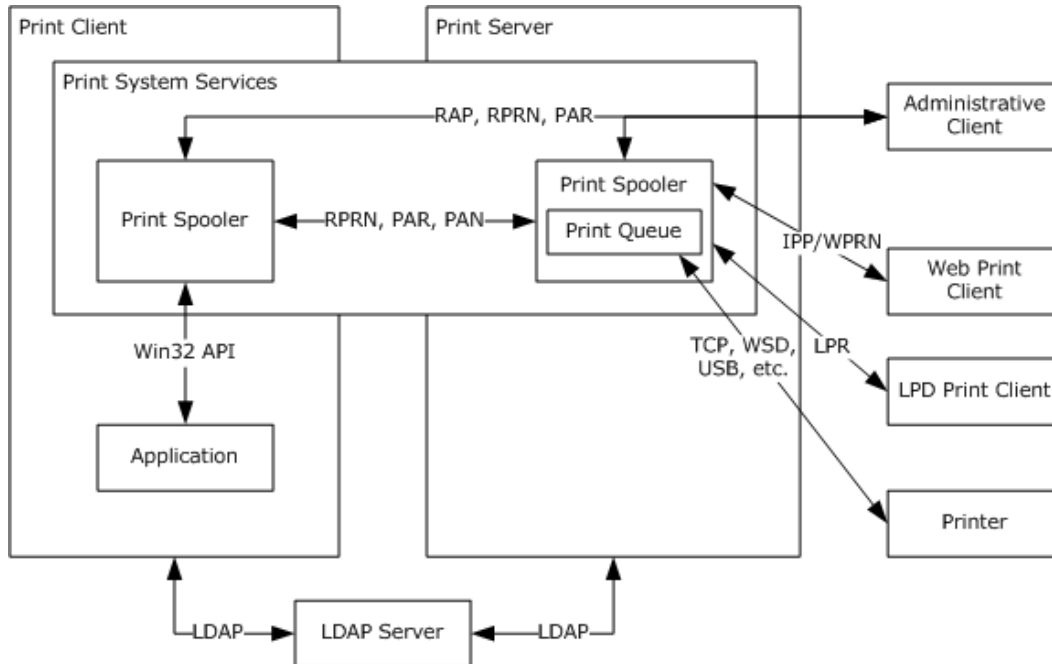 Print Client
Print Server
Print System Services
RAP, RPRN, PAR
Administrative
Client
Print Spooler
RPRN, PAR, PAN
Print Spooler
Print Queue
IPP/WPRN
Web Print
Client
Win32 API
TCP, WSD,
USB, etc.
LPR
LPD Print Client
Application
Printer
LDAP
LDAP Server
LDAP